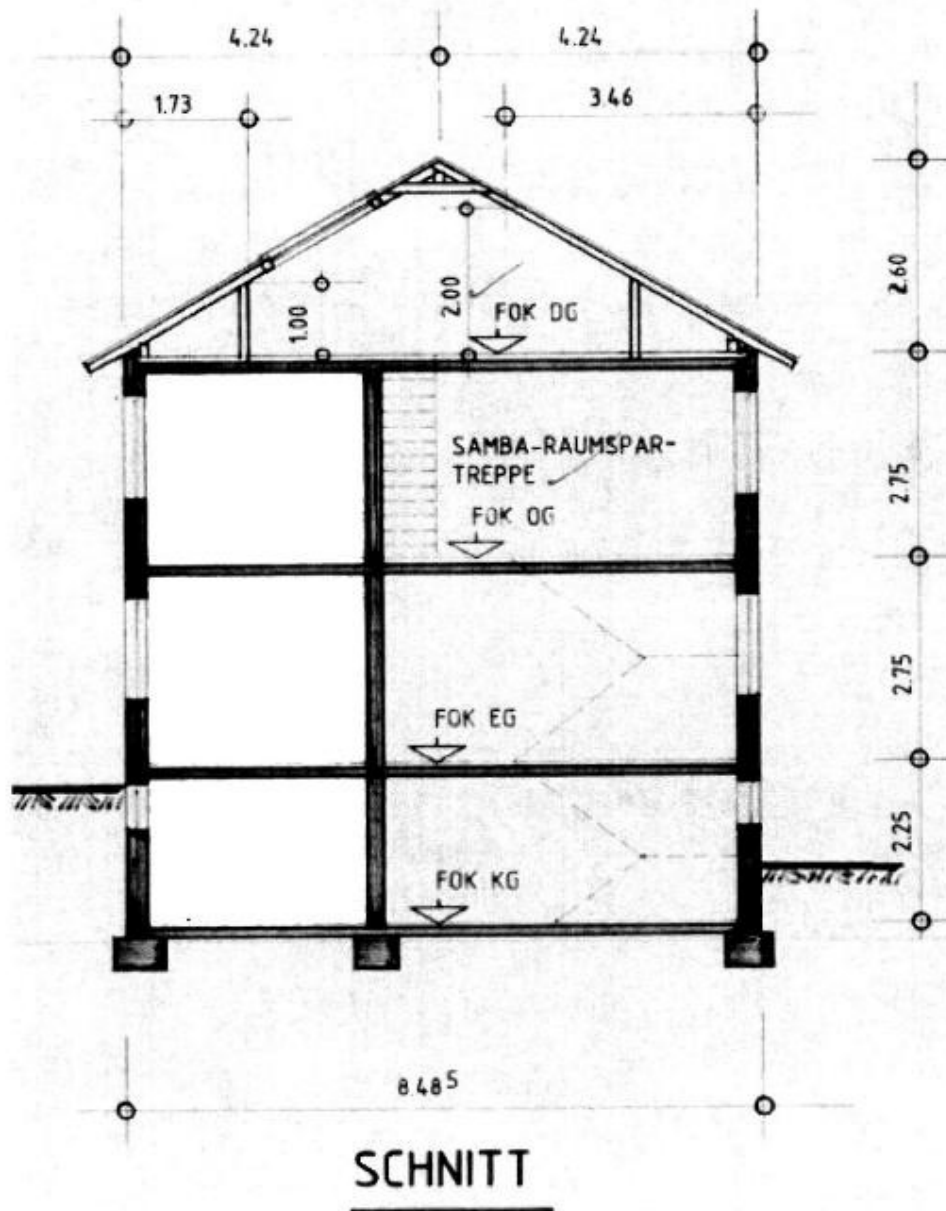 4.24
4.24
1.73
3.46
2.60
1.00
2.00
FOK DG
SAMBA-RAUMSPAR-
TREPPE
2.75
FOK OG
2.75
FOK EG
2.25
FOK KG
8.48⁵
SCHNITT